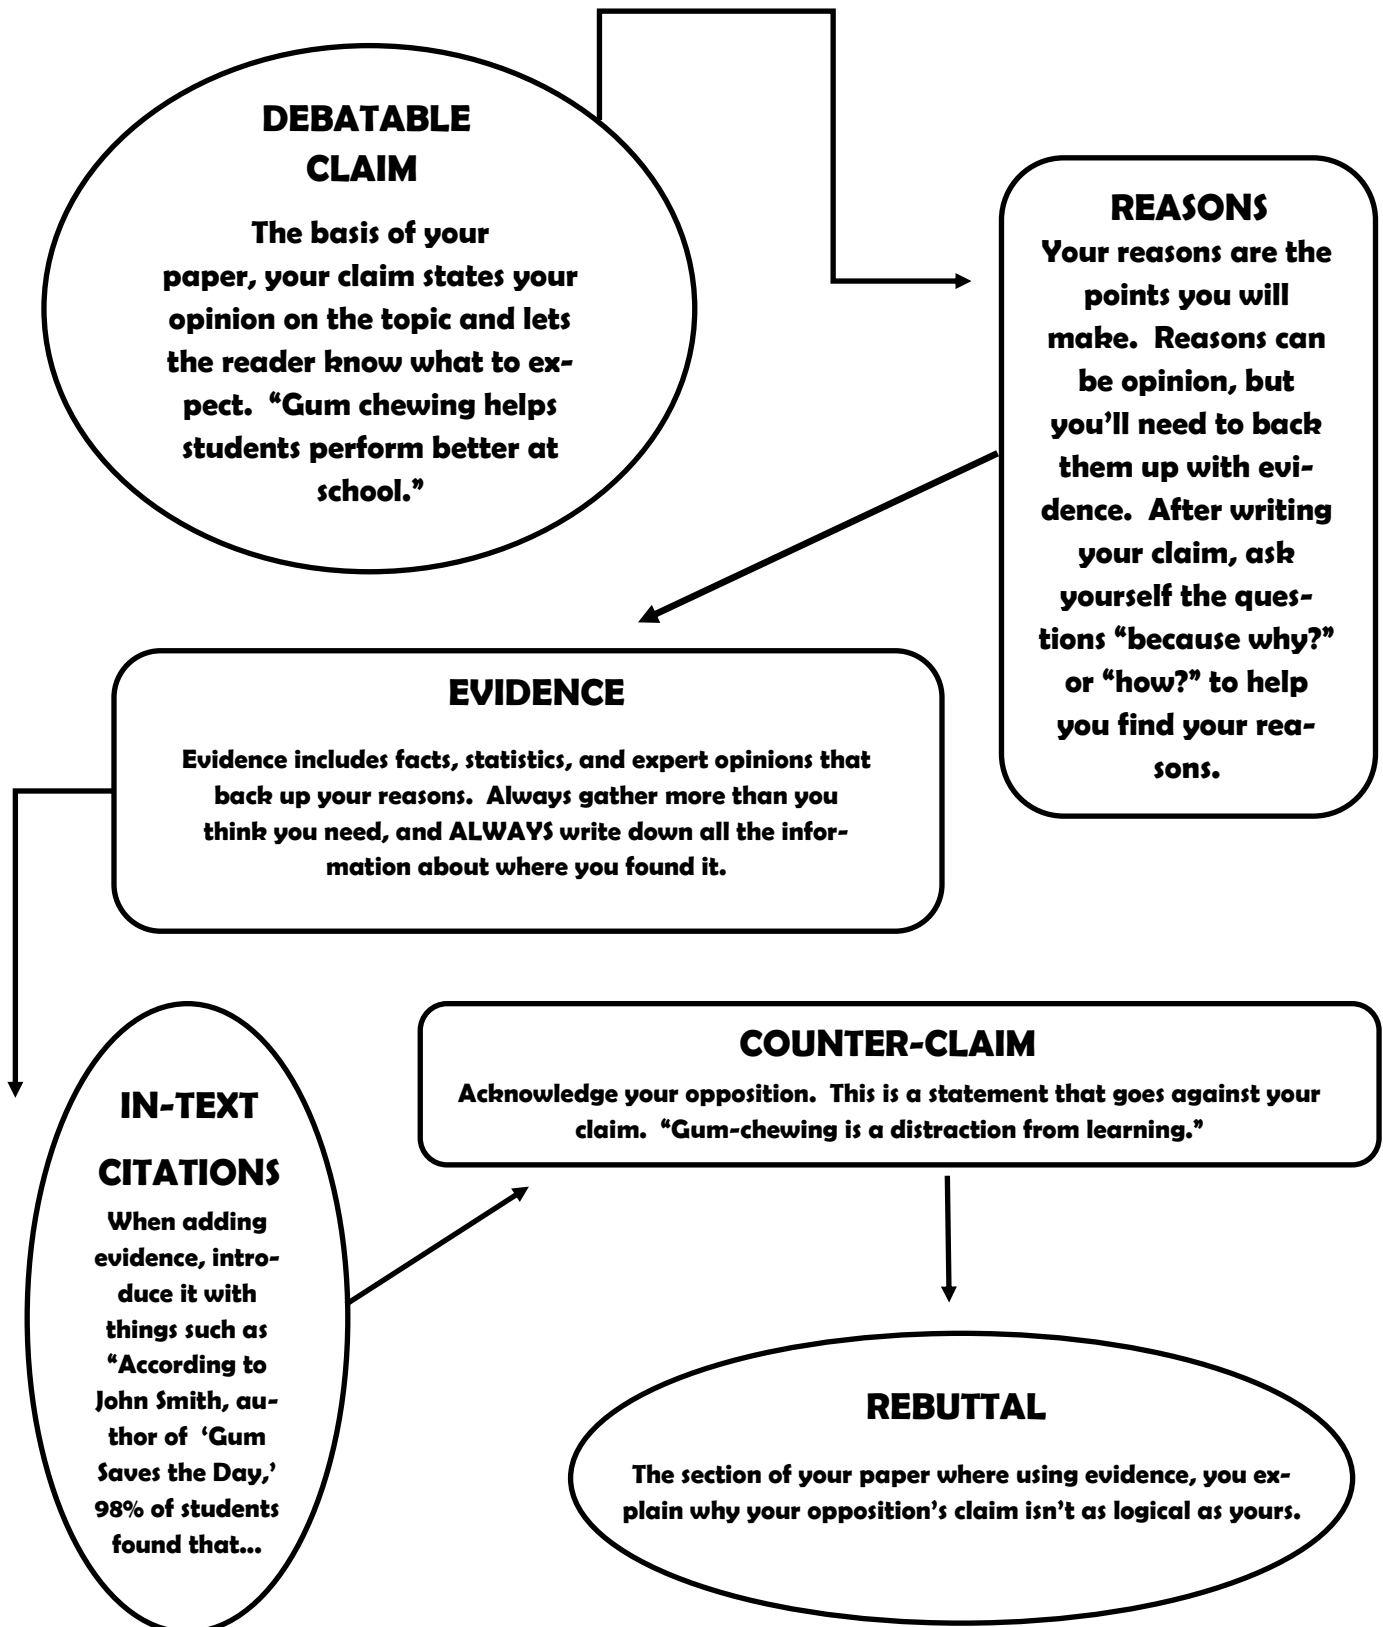 DEBATABLE
CLAIM
The basis of your
paper, your claim states your
opinion on the topic and lets
the reader know what to ex-
pect.  “Gum chewing helps
students perform better at
school.”
REASONS
Your reasons are the
points you will
make.  Reasons can
be opinion, but
you’ll need to back
them up with evi-
dence.  After writing
your claim, ask
yourself the ques-
tions “because why?”
or “how?” to help
you find your rea-
sons.
EVIDENCE
Evidence includes facts, statistics, and expert opinions that
back up your reasons.  Always gather more than you
think you need, and ALWAYS write down all the infor-
mation about where you found it.
IN-TEXT
CITATIONS
When adding
evidence, intro-
duce it with
things such as
“According to
John Smith, au-
thor of  ‘Gum
Saves the Day,’
98% of students
found that...
COUNTER-CLAIM
Acknowledge your opposition.  This is a statement that goes against your
claim.  “Gum-chewing is a distraction from learning.”
REBUTTAL
The section of your paper where using evidence, you ex-
plain why your opposition’s claim isn’t as logical as yours.